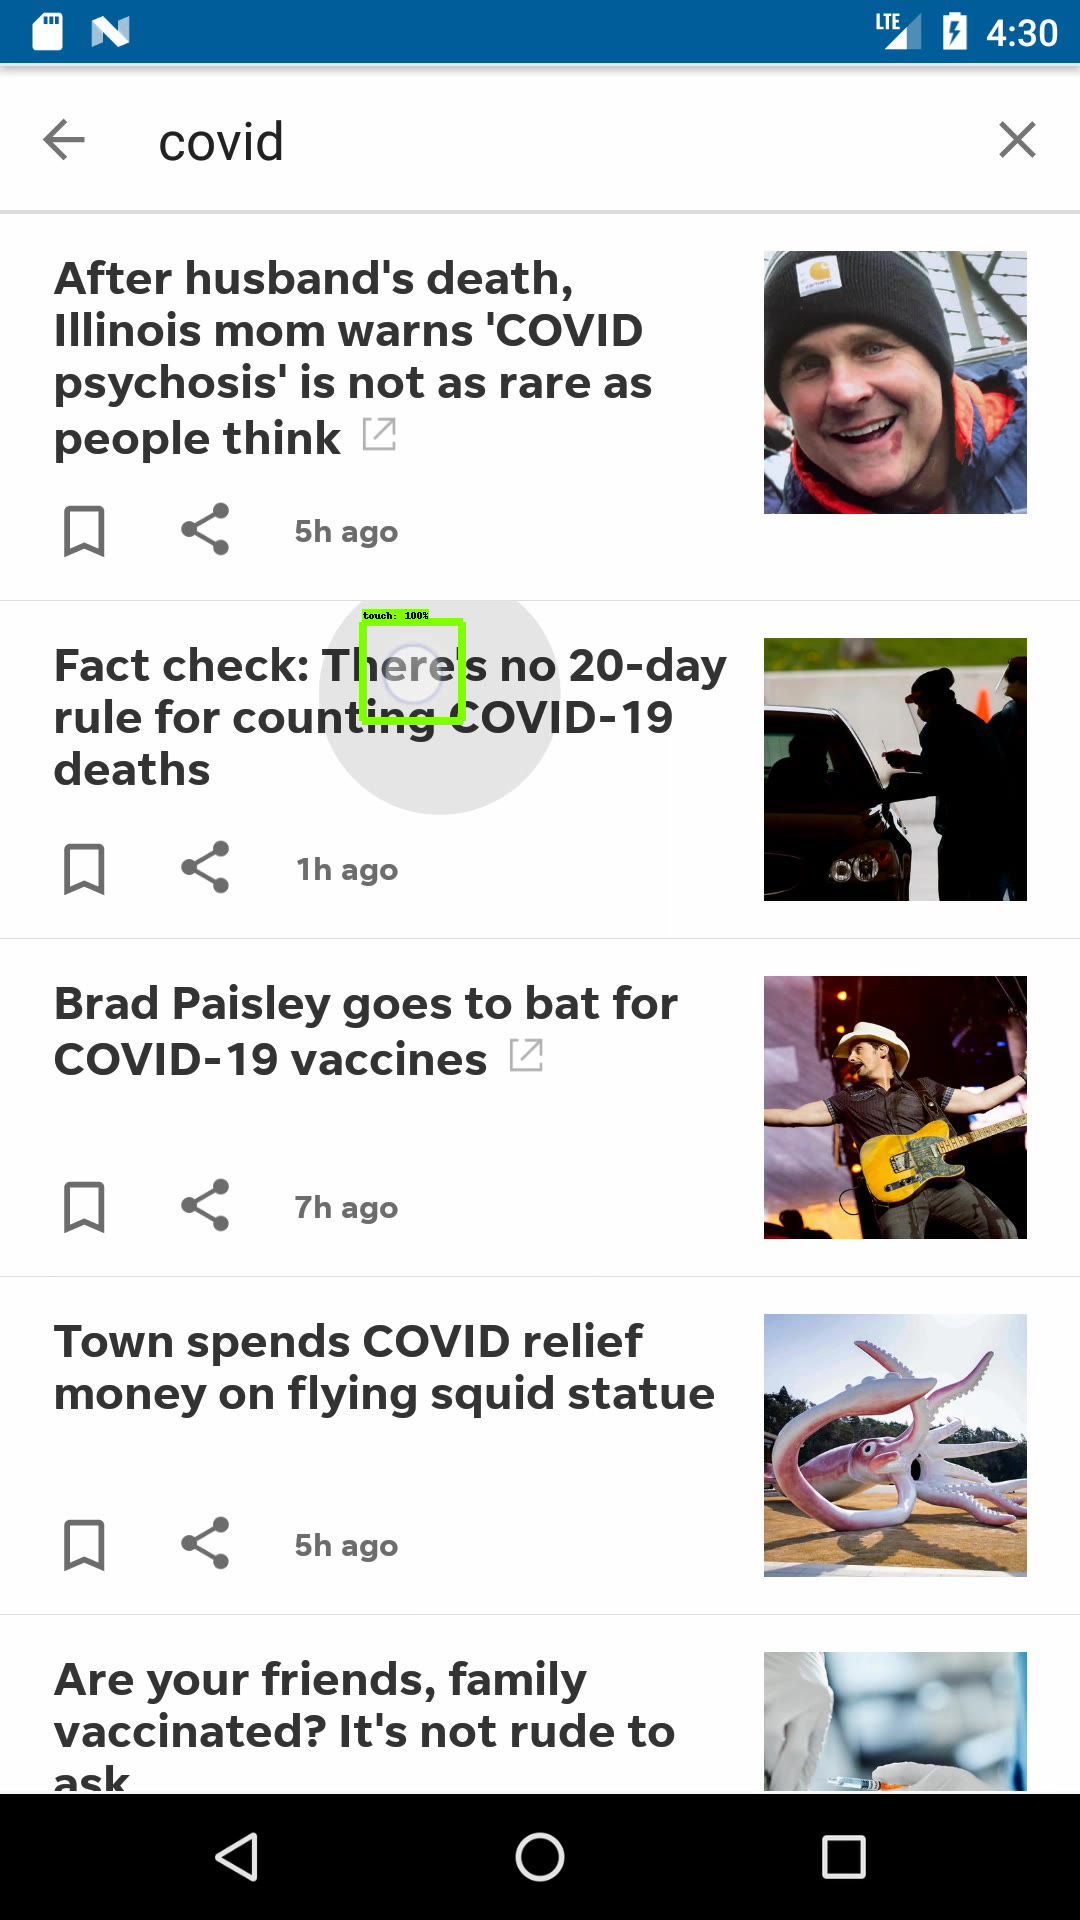 LTE 4:30
covid
After husband's death,
Illinois mom warns 'COVID
psychosis' is not as rare as
people think
5h ago
touch: 100%
Fact check: There's no 20-day
rule for counting COVID-19
deaths
1h ago
Brad Paisley goes to bat for
COVID-19 vaccines
7h ago
Town spends COVID relief
money on flying squid statue
5h ago
Are your friends, family
vaccinated? It's not rude to
ask